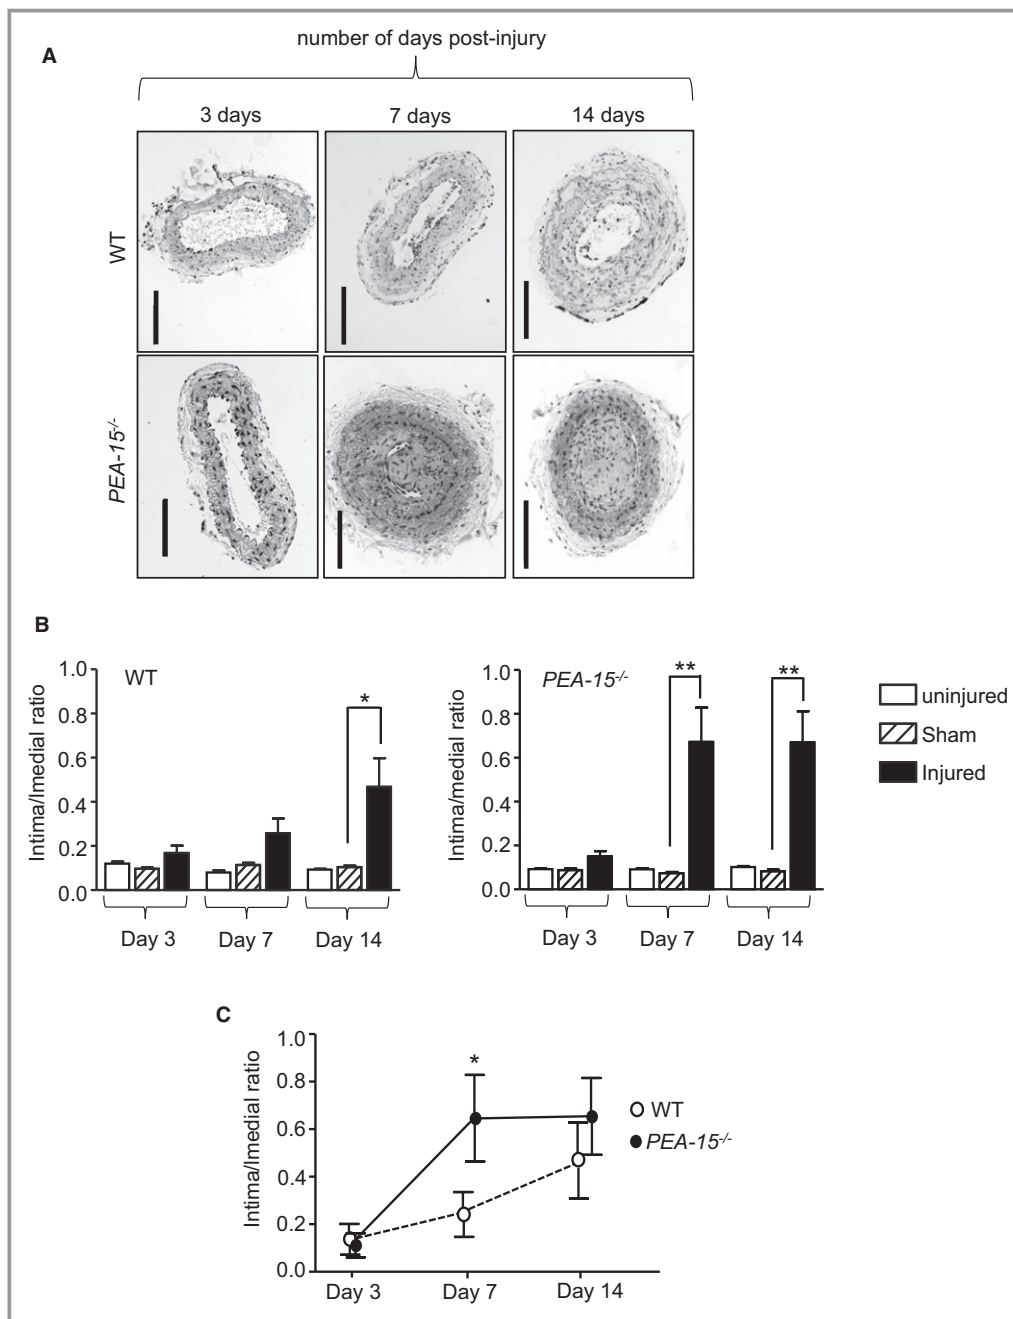 A
number of days post-injury
3 days 7 days 14 days
WT
PEA-15-/-
B
Intima/lmedial ratio
1.0
0.8
0.6
0.4
0.2
0.0
WT
*
Day 3 Day 7 Day 14
Intima/medial ratio
1.0
0.8
0.6
0.4
0.2
0.0
PEA-15-/-
** **
Day 3 Day 7 Day 14
uninjured
Sham
Injured
C
Intima/lmedial ratio
1.0
0.8
0.6
0.4
0.2
0.0
*
Day 3 Day 7 Day 14
WT
PEA-15-/-